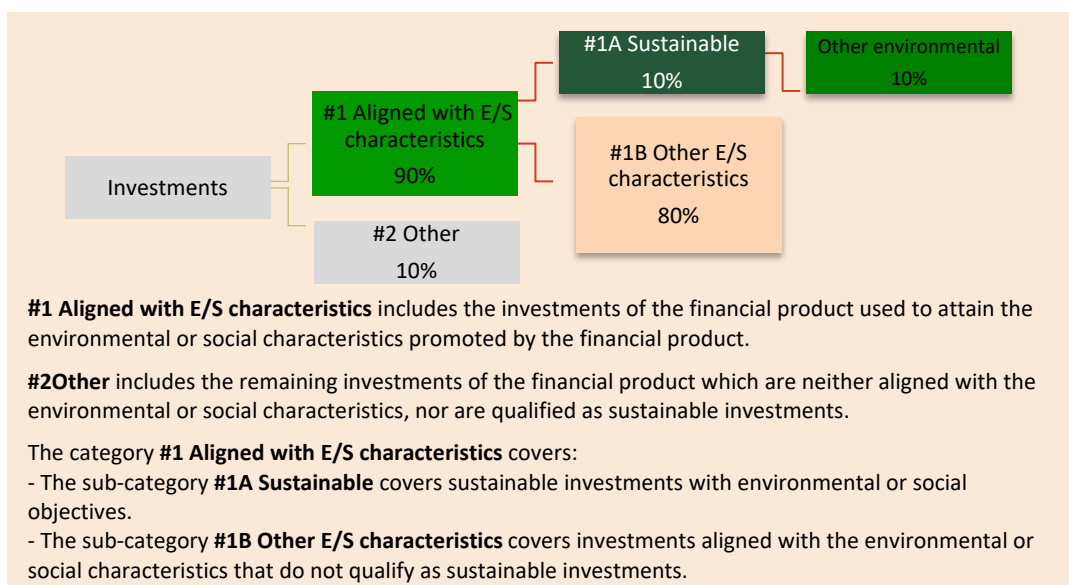 #1A Sustainable
10%
Other environmental
10%
#1 Aligned with E/S
characteristics
90%
Investments
#1B Other E/S
characteristics
80%
#2 Other
10%
#1 Aligned with E/S characteristics includes the investments of the financial product used to attain the
environmental or social characteristics promoted by the financial product.
#2Other includes the remaining investments of the financial product which are neither aligned with the
environmental or social characteristics, nor are qualified as sustainable investments.
The category #1 Aligned with E/S characteristics covers:
- The sub-category #1A Sustainable covers sustainable investments with environmental or social
objectives.
- The sub-category #1B Other E/S characteristics covers investments aligned with the environmental or
social characteristics that do not qualify as sustainable investments.